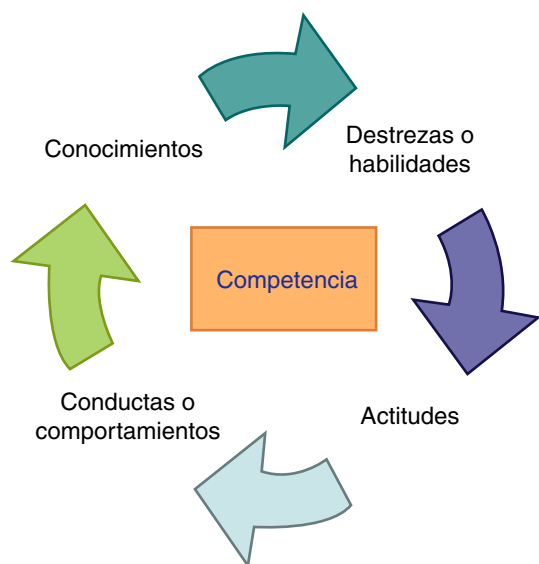 Conocimientos
Destrezas o
habilidades
Competencia
Conductas o
comportamientos
Actitudes